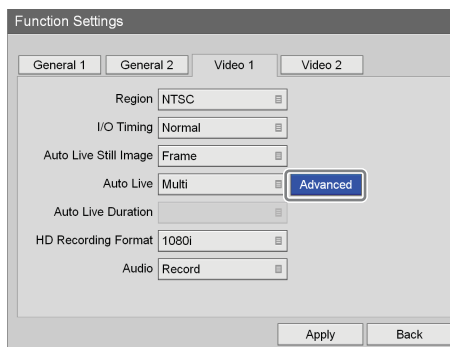 Function Settings
General 1 General 2 Video 1 Video 2
Region NTSC
I/O Timing Normal
Auto Live Still Image Frame
Auto Live Multi Advanced
Auto Live Duration
HD Recording Format 1080i
Audio Record
Apply Back